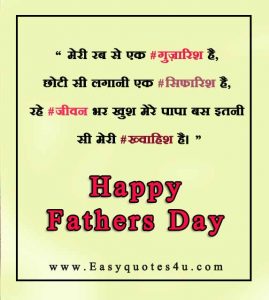 “ मेरी रब से एक #गुज़ारिश है,
छोटी सी लगानी एक #सिफारिश है,
रहे #जीवन भर खुश मेरे पापा बस इतनी
सी मेरी #ख्वाहिश है। ”
Happy
Fathers Day
www.Easyquotes4u.com